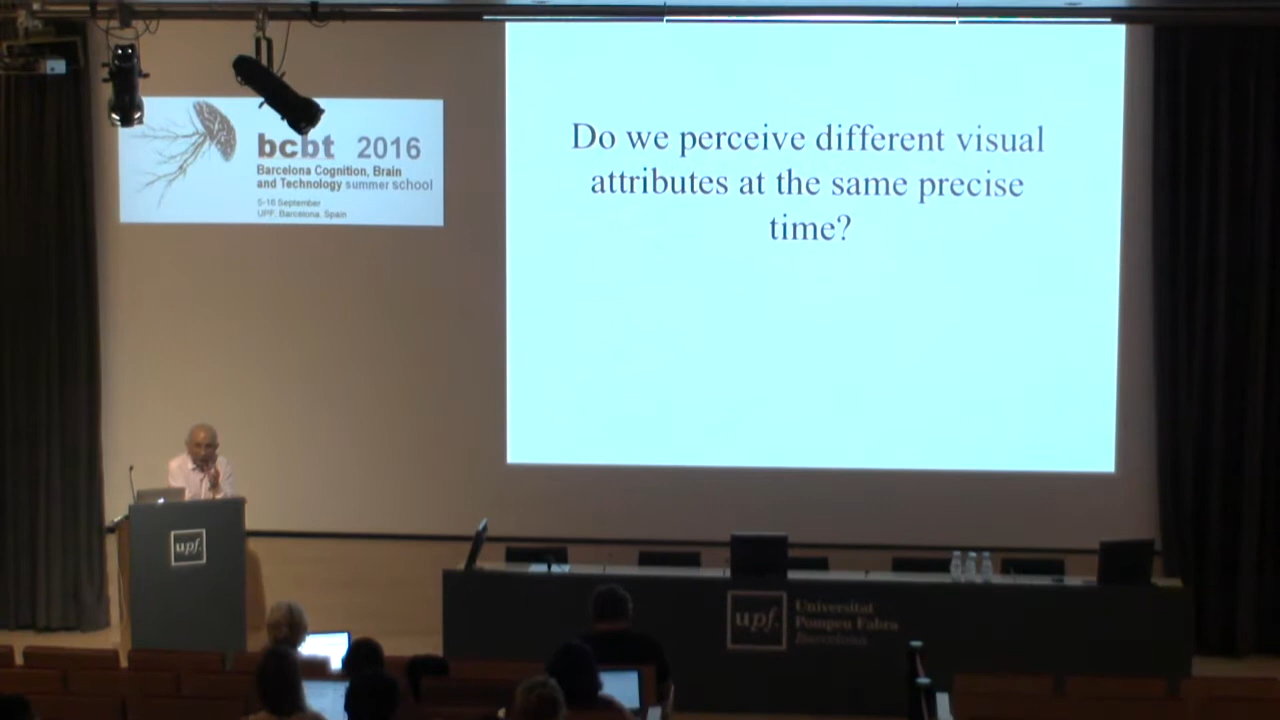 bcbt 2016
Barcelona Cognition, Brain
and Technology summer school
5-16 September
UPF, Barcelona, Spain
Do we perceive different visual
attributes at the same precise
time?
upf.
upf.
Universitat
Pompeu Fabra
Barcelona